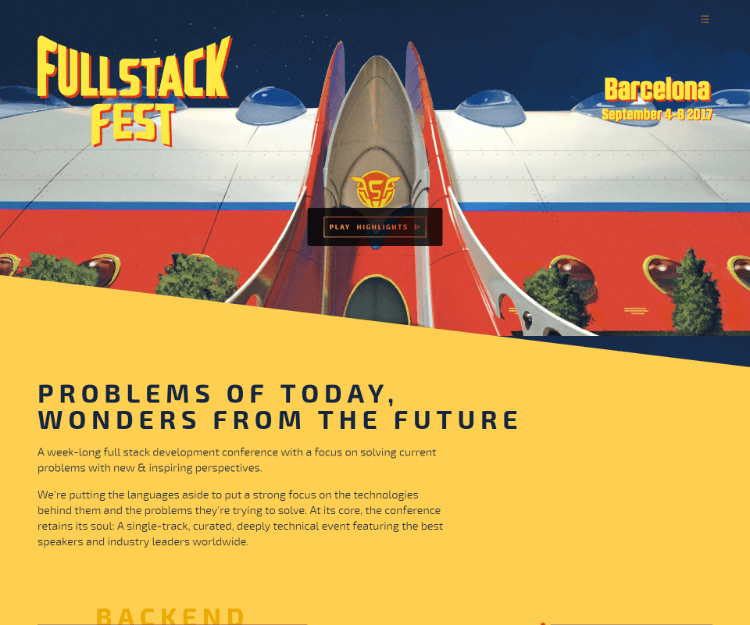 FULLSTACK
FEST
Barcelona
September 4-8 2017
PLAY HIGHLIGHTS
PROBLEMS OF TODAY,
WONDERS FROM THE FUTURE
A week-long full stack development conference with a focus on solving current
problems with new & inspiring perspectives.
We're putting the languages aside to put a strong focus on the technologies
behind them and the problems they're trying to solve. At its core, the conference
retains its soul: A single-track, curated, deeply technical event featuring the best
speakers and industry leaders worldwide.
BACKEND